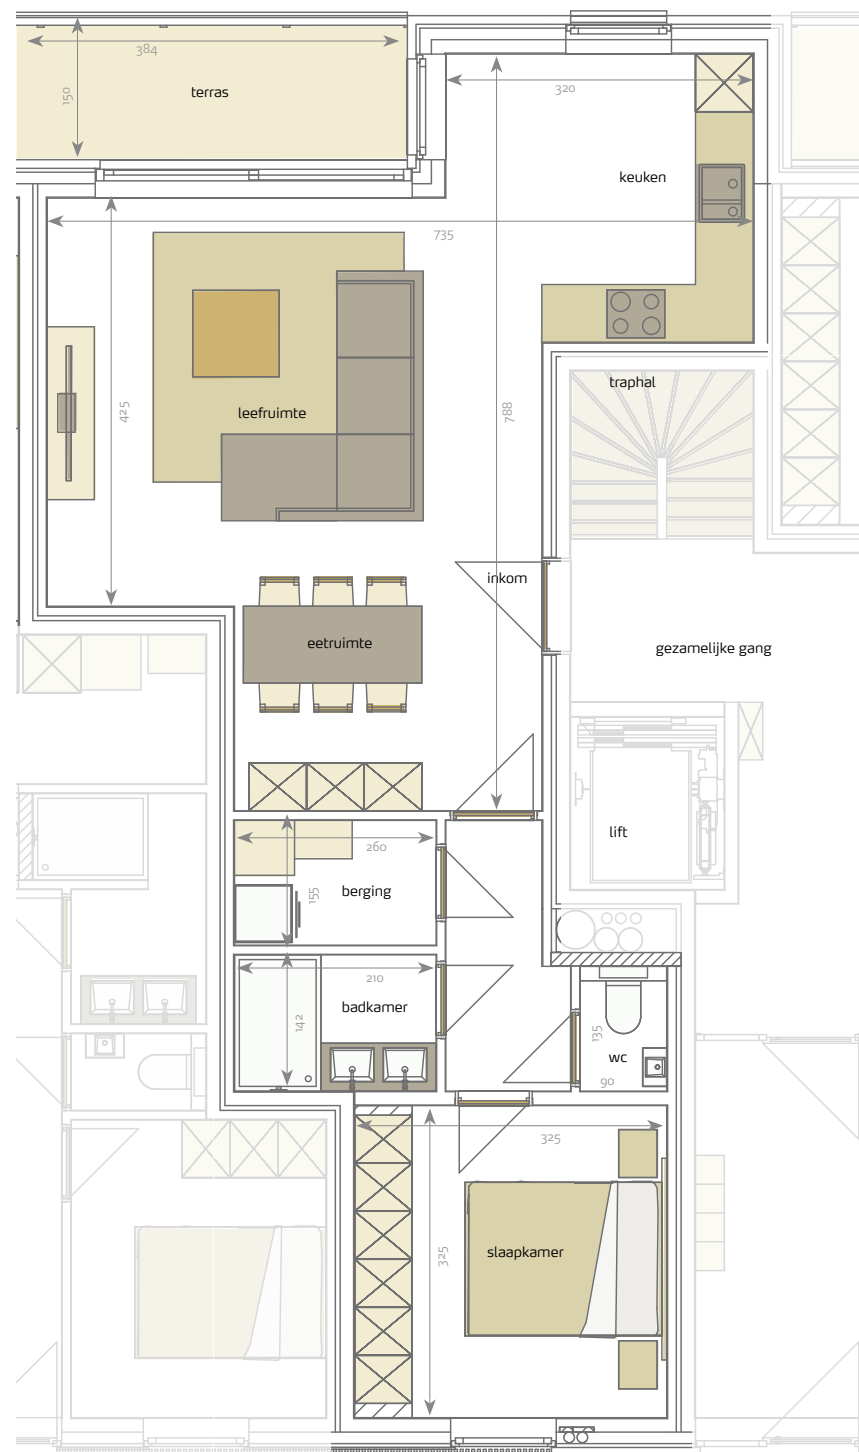 384
150
terras
320
keuken
735
traphal
425
leefruimte
788
inkom
eetruimte
gezamelijke gang
lift
260
155
berging
210
badkamer
142
135
wc
90
325
325
slaapkamer